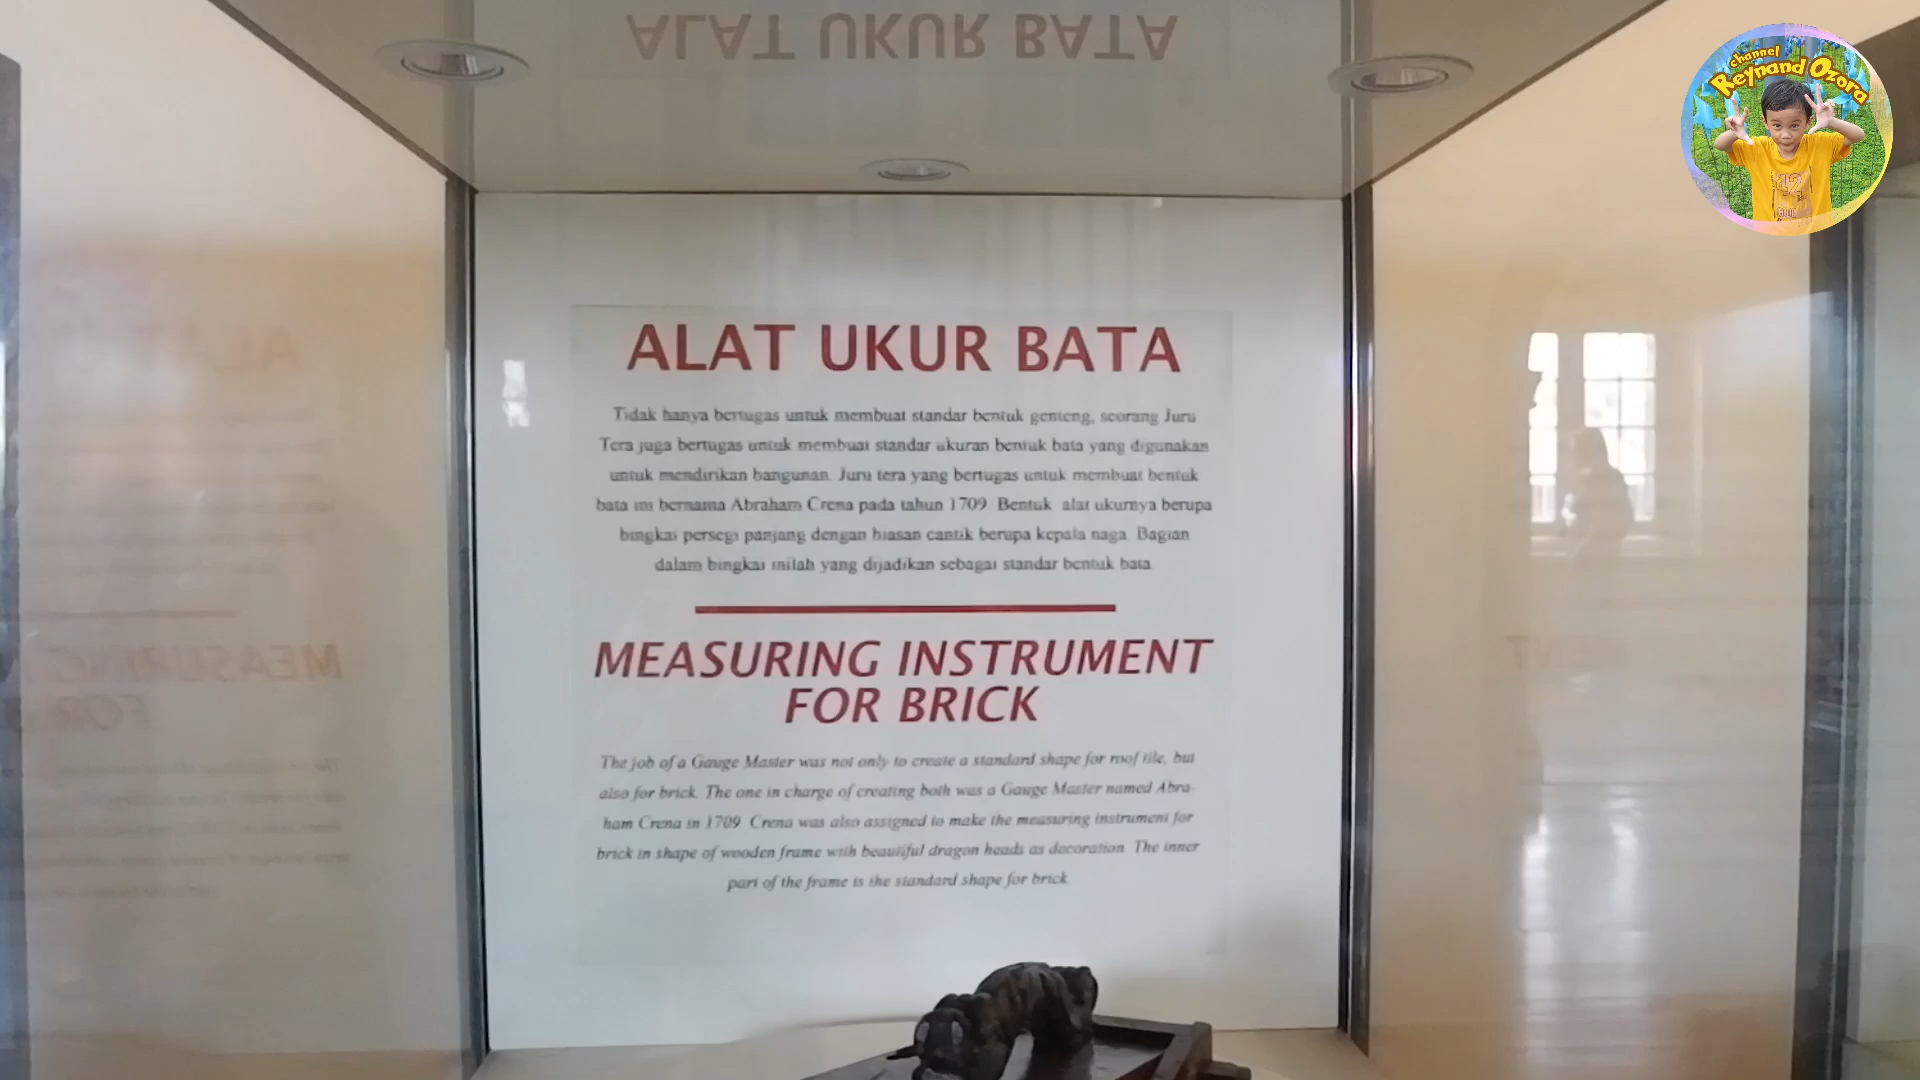 ALAT UKUR BATA
Tidak hanya bertugas untuk membuat standar bentuk genteng, seorang Juru
Tera juga bertugas untuk membuat standar ukuran bentuk bata yang digunakan
untuk mendirikan bangunan. Juru tera yang bertugas untuk membuat bentuk
bata ini bernama Abraham Crena pada tahun 1709. Bentuk alat ukurnya berupa
bingkai persegi panjang dengan hiasan cantik berupa kepala naga. Bagian
dalam bingkai inilah yang dijadikan sebagai standar bentuk bata.
MEASURING INSTRUMENT
FOR BRICK
The job of a Gauge Master was not only to create a standard shape for roof tile, but
also for brick. The one in charge of creating both was a Gauge Master named Abra-
ham Crena in 1709. Crena was also assigned to make the measuring instrument for
brick in shape of wooden frame with beautiful dragon heads as decoration. The inner
part of the frame is the standard shape for brick.
channel
Reynand Ozora